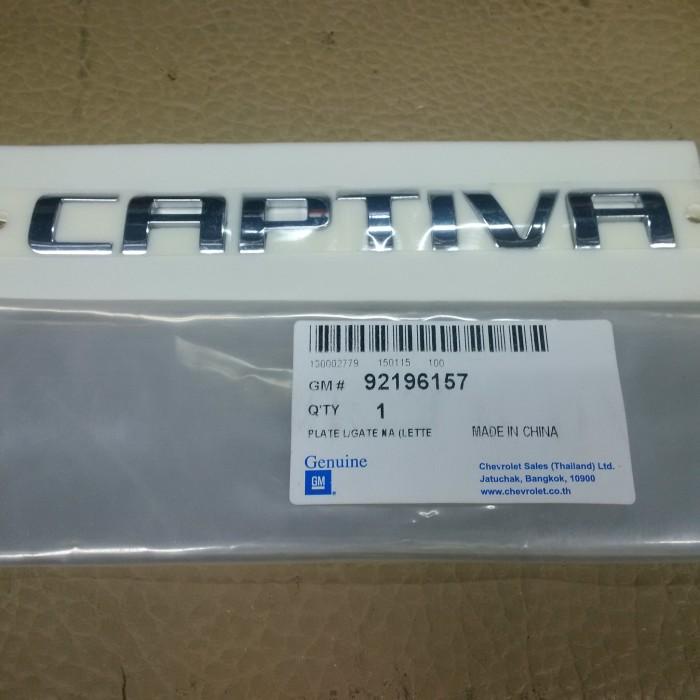 CAPTIVA
130002779 150115 100
GM # 92196157
Q'TY 1
PLATE L/GATE NA (LETTE MADE IN CHINA
Genuine
GM
Chevrolet Sales (Thailand) Ltd.
Jatuchak, Bangkok, 10900
www.chevrolet.co.th